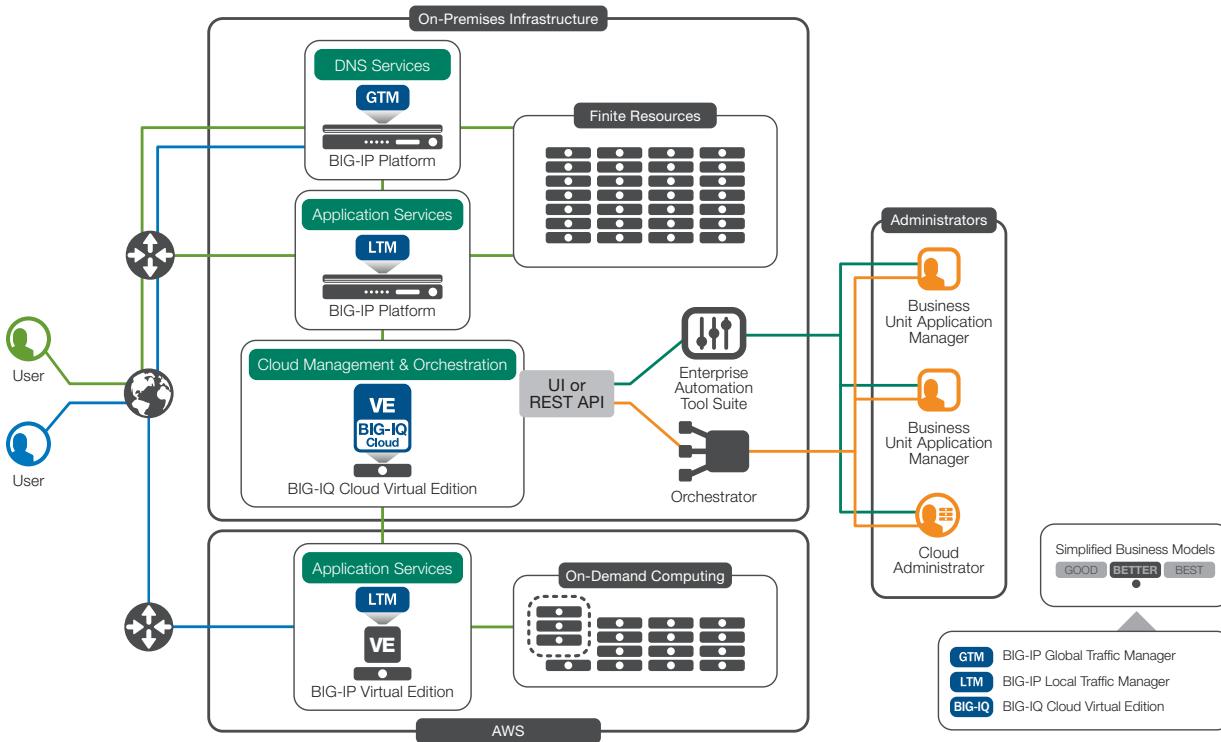 On-Premises Infrastructure
DNS Services
GTM
BIG-IP Platform
Finite Resources
Application Services
LTM
BIG-IP Platform
Administrators
Business
Unit Application
Manager
User
Cloud Management & Orchestration
VE
BIG-IQ
Cloud
BIG-IQ Cloud Virtual Edition
UI or
REST API
Enterprise
Automation
Tool Suite
Business
Unit Application
Manager
User
Orchestrator
Cloud
Administrator
Application Services
LTM
VE
BIG-IP Virtual Edition
On-Demand Computing
AWS
Simplified Business Models
GOOD BETTER BEST
GTM BIG-IP Global Traffic Manager
LTM BIG-IP Local Traffic Manager
BIG-IQ BIG-IQ Cloud Virtual Edition